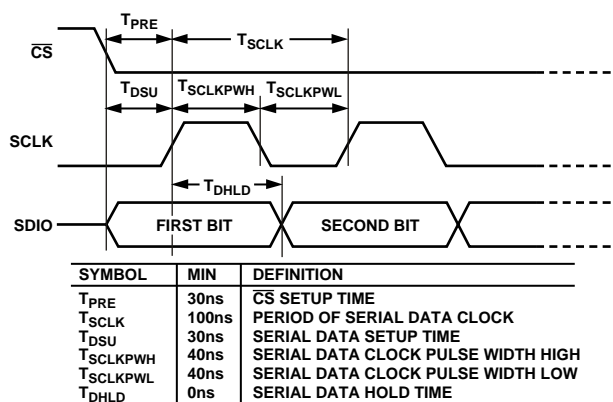 T_PRE
T_SCLK
CS
T_DSU
T_SCLKPWH
T_SCLKPWL
SCLK
T_DHLD
SDIO
FIRST BIT
SECOND BIT
SYMBOL MIN DEFINITION
T_PRE 30ns CS SETUP TIME
T_SCLK 100ns PERIOD OF SERIAL DATA CLOCK
T_DSU 30ns SERIAL DATA SETUP TIME
T_SCLKPWH 40ns SERIAL DATA CLOCK PULSE WIDTH HIGH
T_SCLKPWL 40ns SERIAL DATA CLOCK PULSE WIDTH LOW
T_DHLD 0ns SERIAL DATA HOLD TIME